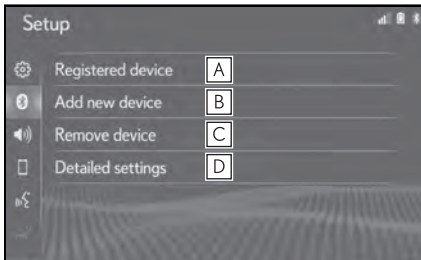 Setup
Registered device A
Add new device B
Remove device C
Detailed settings D